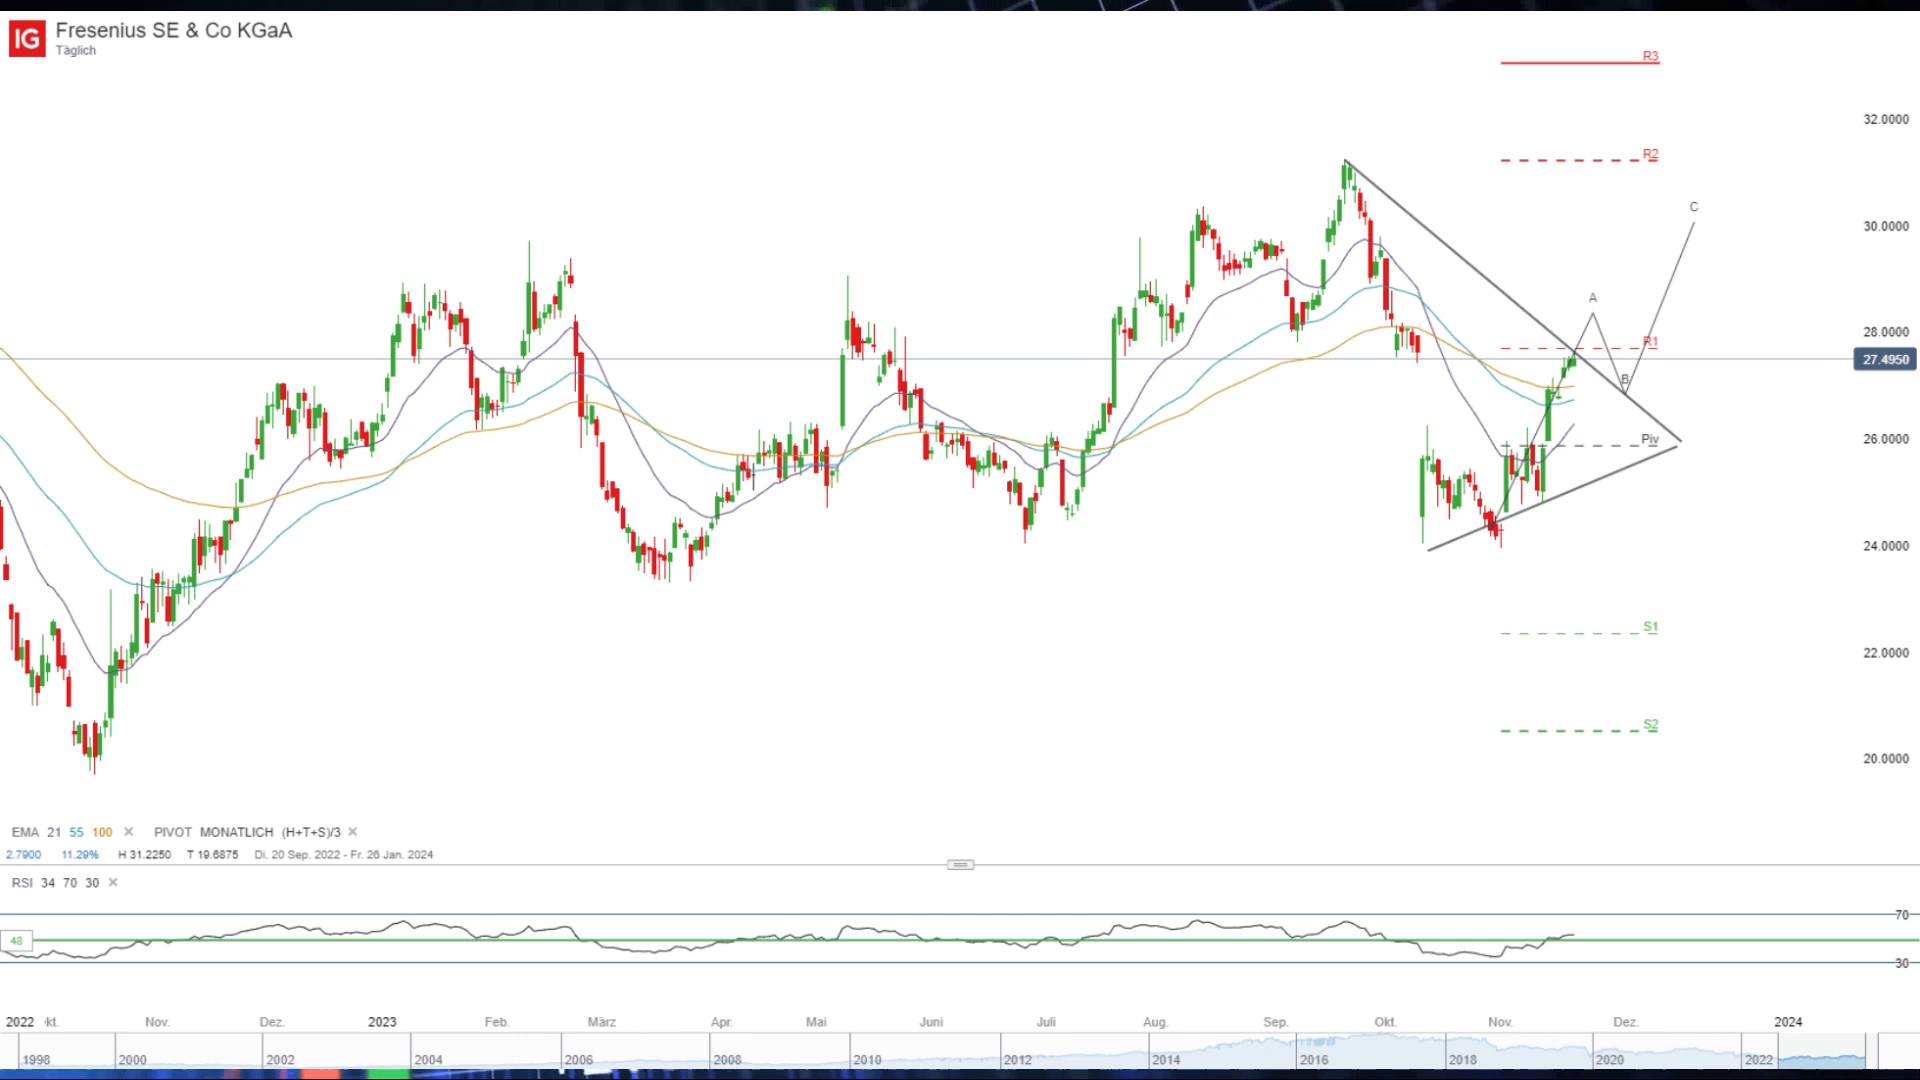 IG Fresenius SE & Co KGaA
Täglich
R3
32.0000
R2
C
30.0000
A
28.0000
R1
27.4950
B
26.0000
Piv
24.0000
S1
22.0000
S2
20.0000
EMA 21 55 100 ✕ PIVOT MONATLICH (H+T+S)/3 ✕
2.7900 11.29% H 31.2250 T 19.6875 Di. 20 Sep. 2022 - Fr. 26 Jan. 2024
RSI 34 70 30 ✕
70
48
30
2022 kt. Nov. Dez. 2023 Feb. März Apr. Mai Juni Juli Aug. Sep. Okt. Nov. Dez. 2024
1998 2000 2002 2004 2006 2008 2010 2012 2014 2016 2018 2020 2022